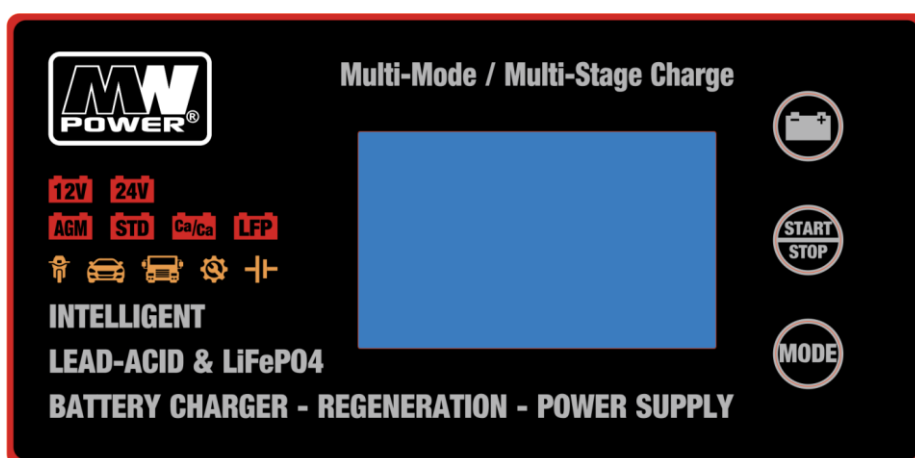 MW
POWER®
Multi-Mode / Multi-Stage Charge
12V 24V
AGM STD Ca/Ca LFP
INTELLIGENT
LEAD-ACID & LiFePO4
BATTERY CHARGER - REGENERATION - POWER SUPPLY
- +
START
STOP
MODE